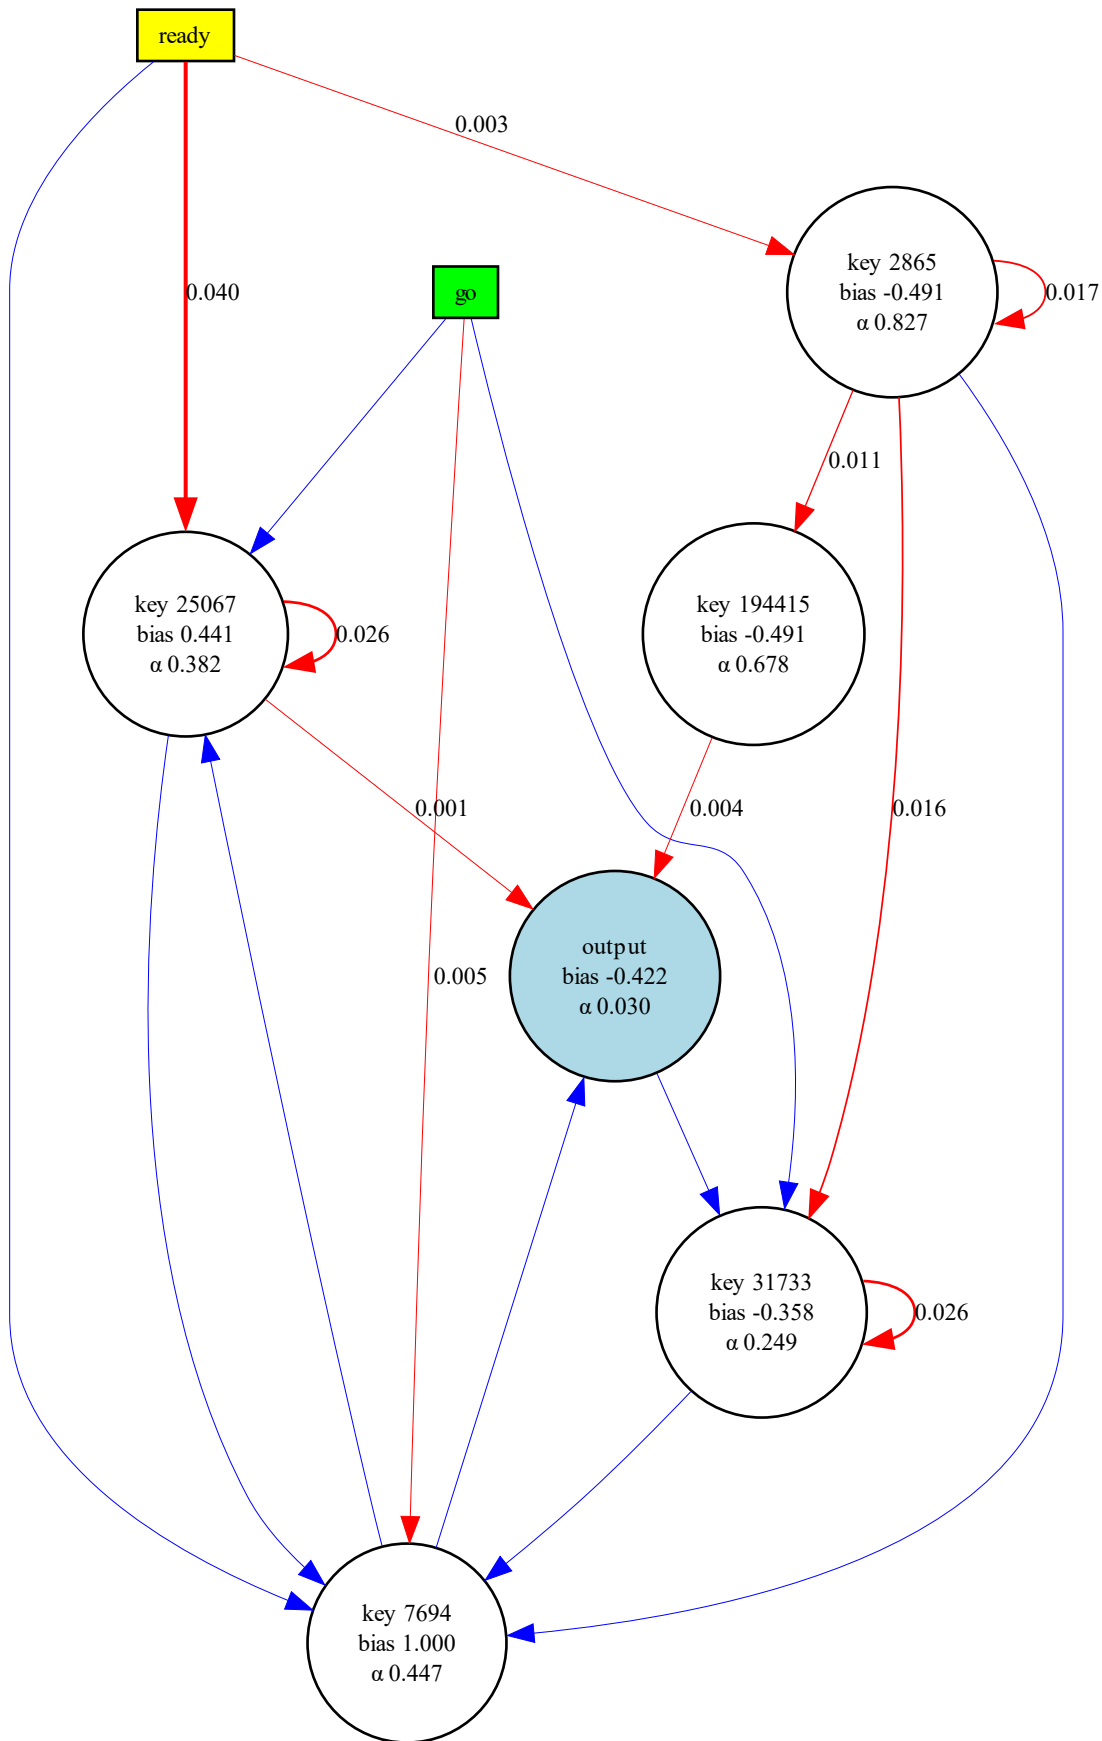 ready
0.003
key 2865
bias -0.491
α 0.827
0.017
go
0.040
0.011
key 25067
bias 0.441
α 0.382
0.026
key 194415
bias -0.491
α 0.678
0.001
0.004
0.016
output
bias -0.422
α 0.030
0.005
key 31733
bias -0.358
α 0.249
0.026
key 7694
bias 1.000
α 0.447